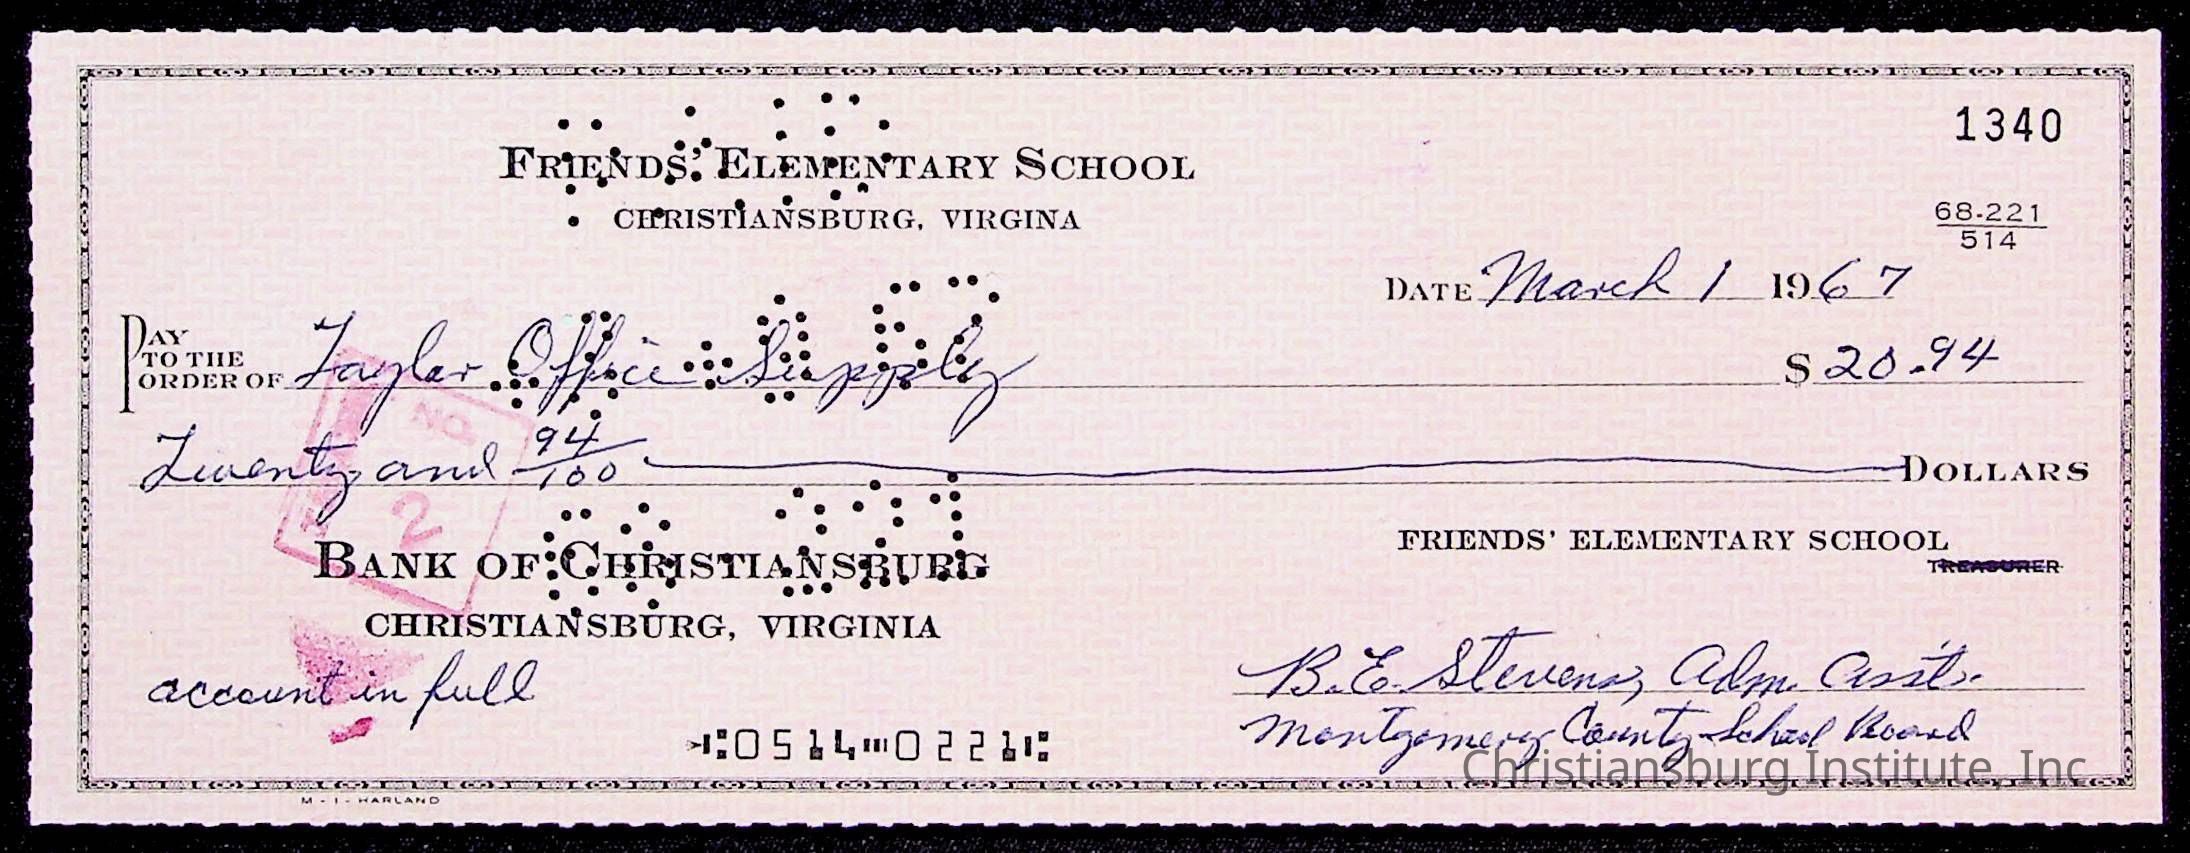 1340
FRIENDS' ELEMENTARY SCHOOL
CHRISTIANSBURG, VIRGINA
68-221
514
DATE March 1 1967
PAY TO THE ORDER OF Taylor Office Supply $ 20.94
Twenty and 94/100 DOLLARS
BANK OF CHRISTIANSBURG
CHRISTIANSBURG, VIRGINIA
FRIENDS' ELEMENTARY SCHOOL
TREASURER
account in full
B.E. Stevens, Adm. Asst.
Montgomery County School Board
⑆0514⑉0221⑆
Christiansburg Institute, Inc
M-I-HARLAND
NO.
2